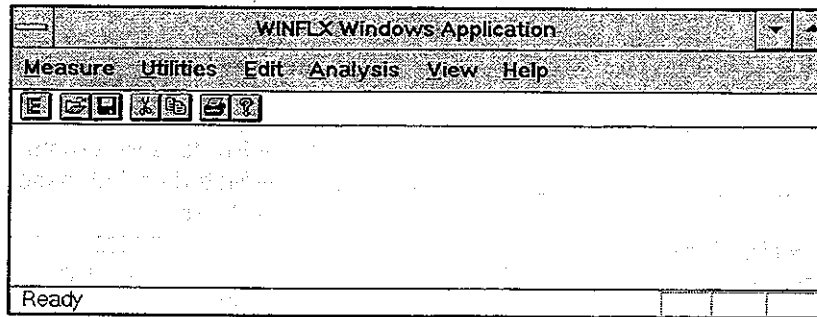 WINFLX Windows Application
Measure Utilities Edit Analysis View Help
E ?
Ready